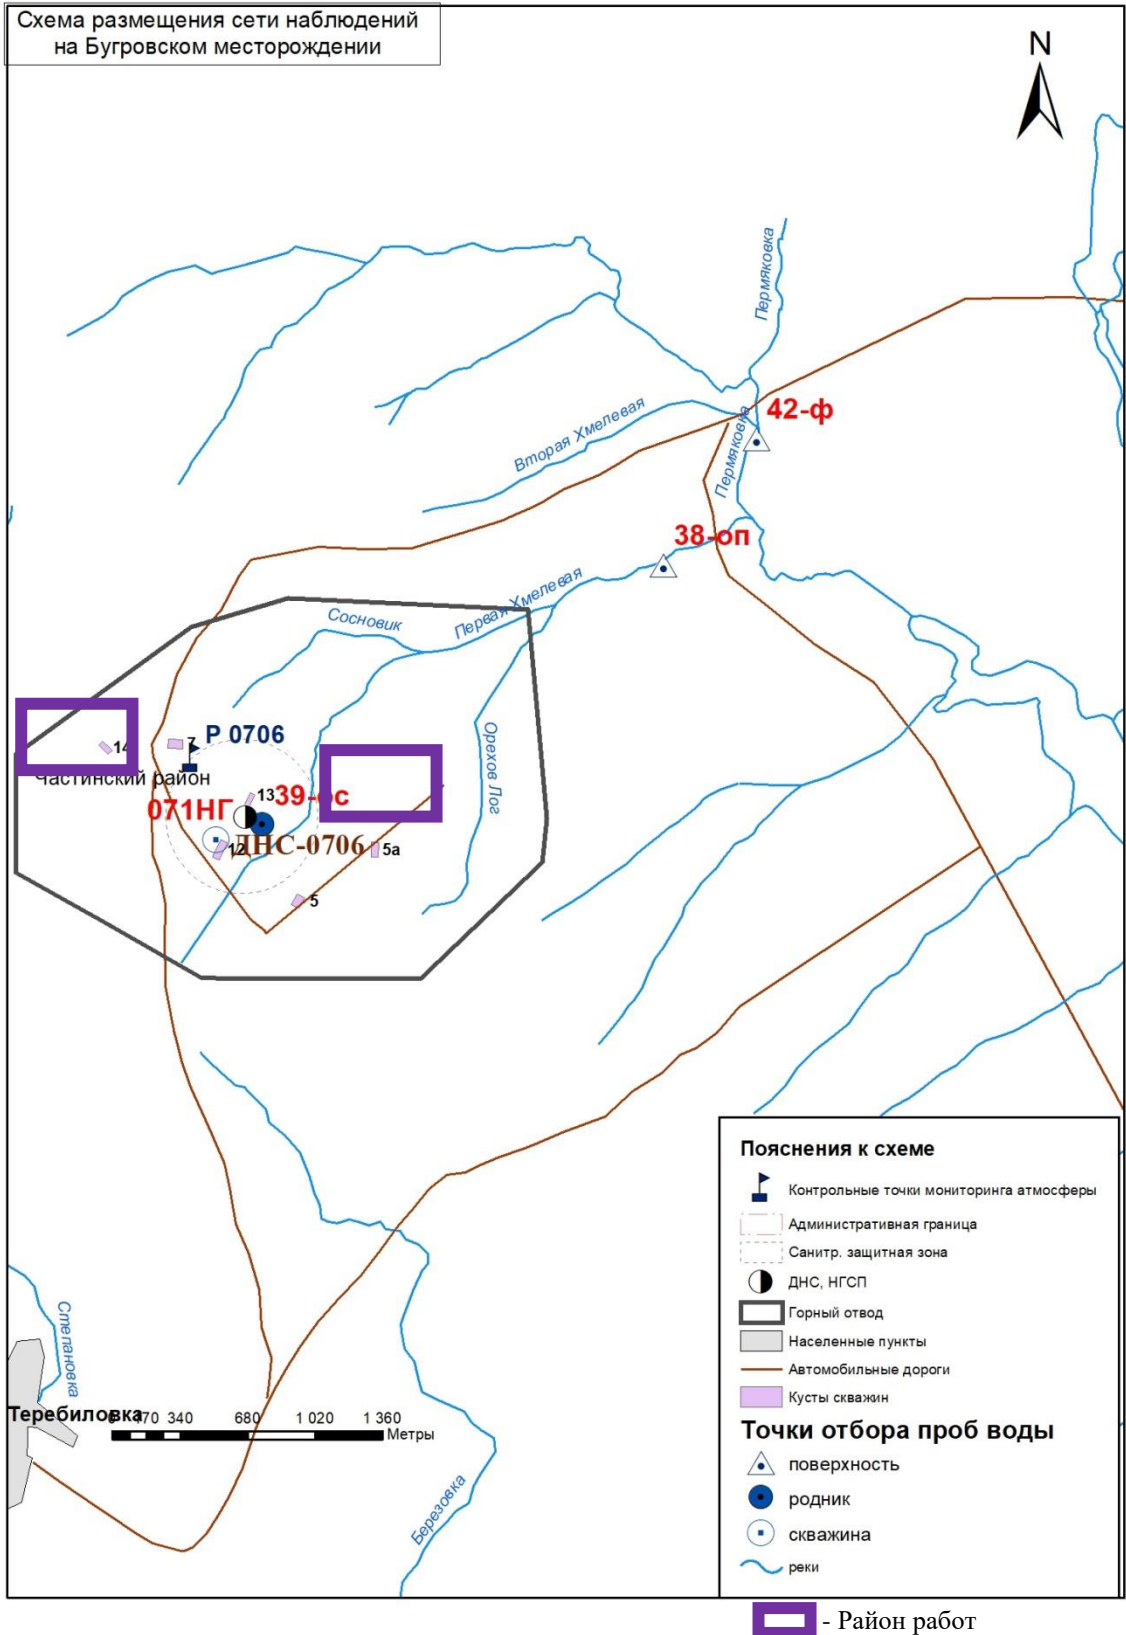 Схема размещения сети наблюдений
на Бугровском месторождении
N
Пермяковка
42-ф
Вторая Хмелевая
Пермяковка
38-оп
Первая Хмелевая
Сосновик
Орехов Лог
14
7
Р 0706
Частинский район
13
39-ос
071НГ
12
ДНС-0706
5а
5
Степановка
Теребиловка
0 170 340 680 1 020 1 360
Метры
Березовка
Пояснения к схеме
Контрольные точки мониторинга атмосферы
Административная граница
Санитр. защитная зона
ДНС, НГСП
Горный отвод
Населенные пункты
Автомобильные дороги
Кусты скважин
Точки отбора проб воды
поверхность
родник
скважина
реки
- Район работ